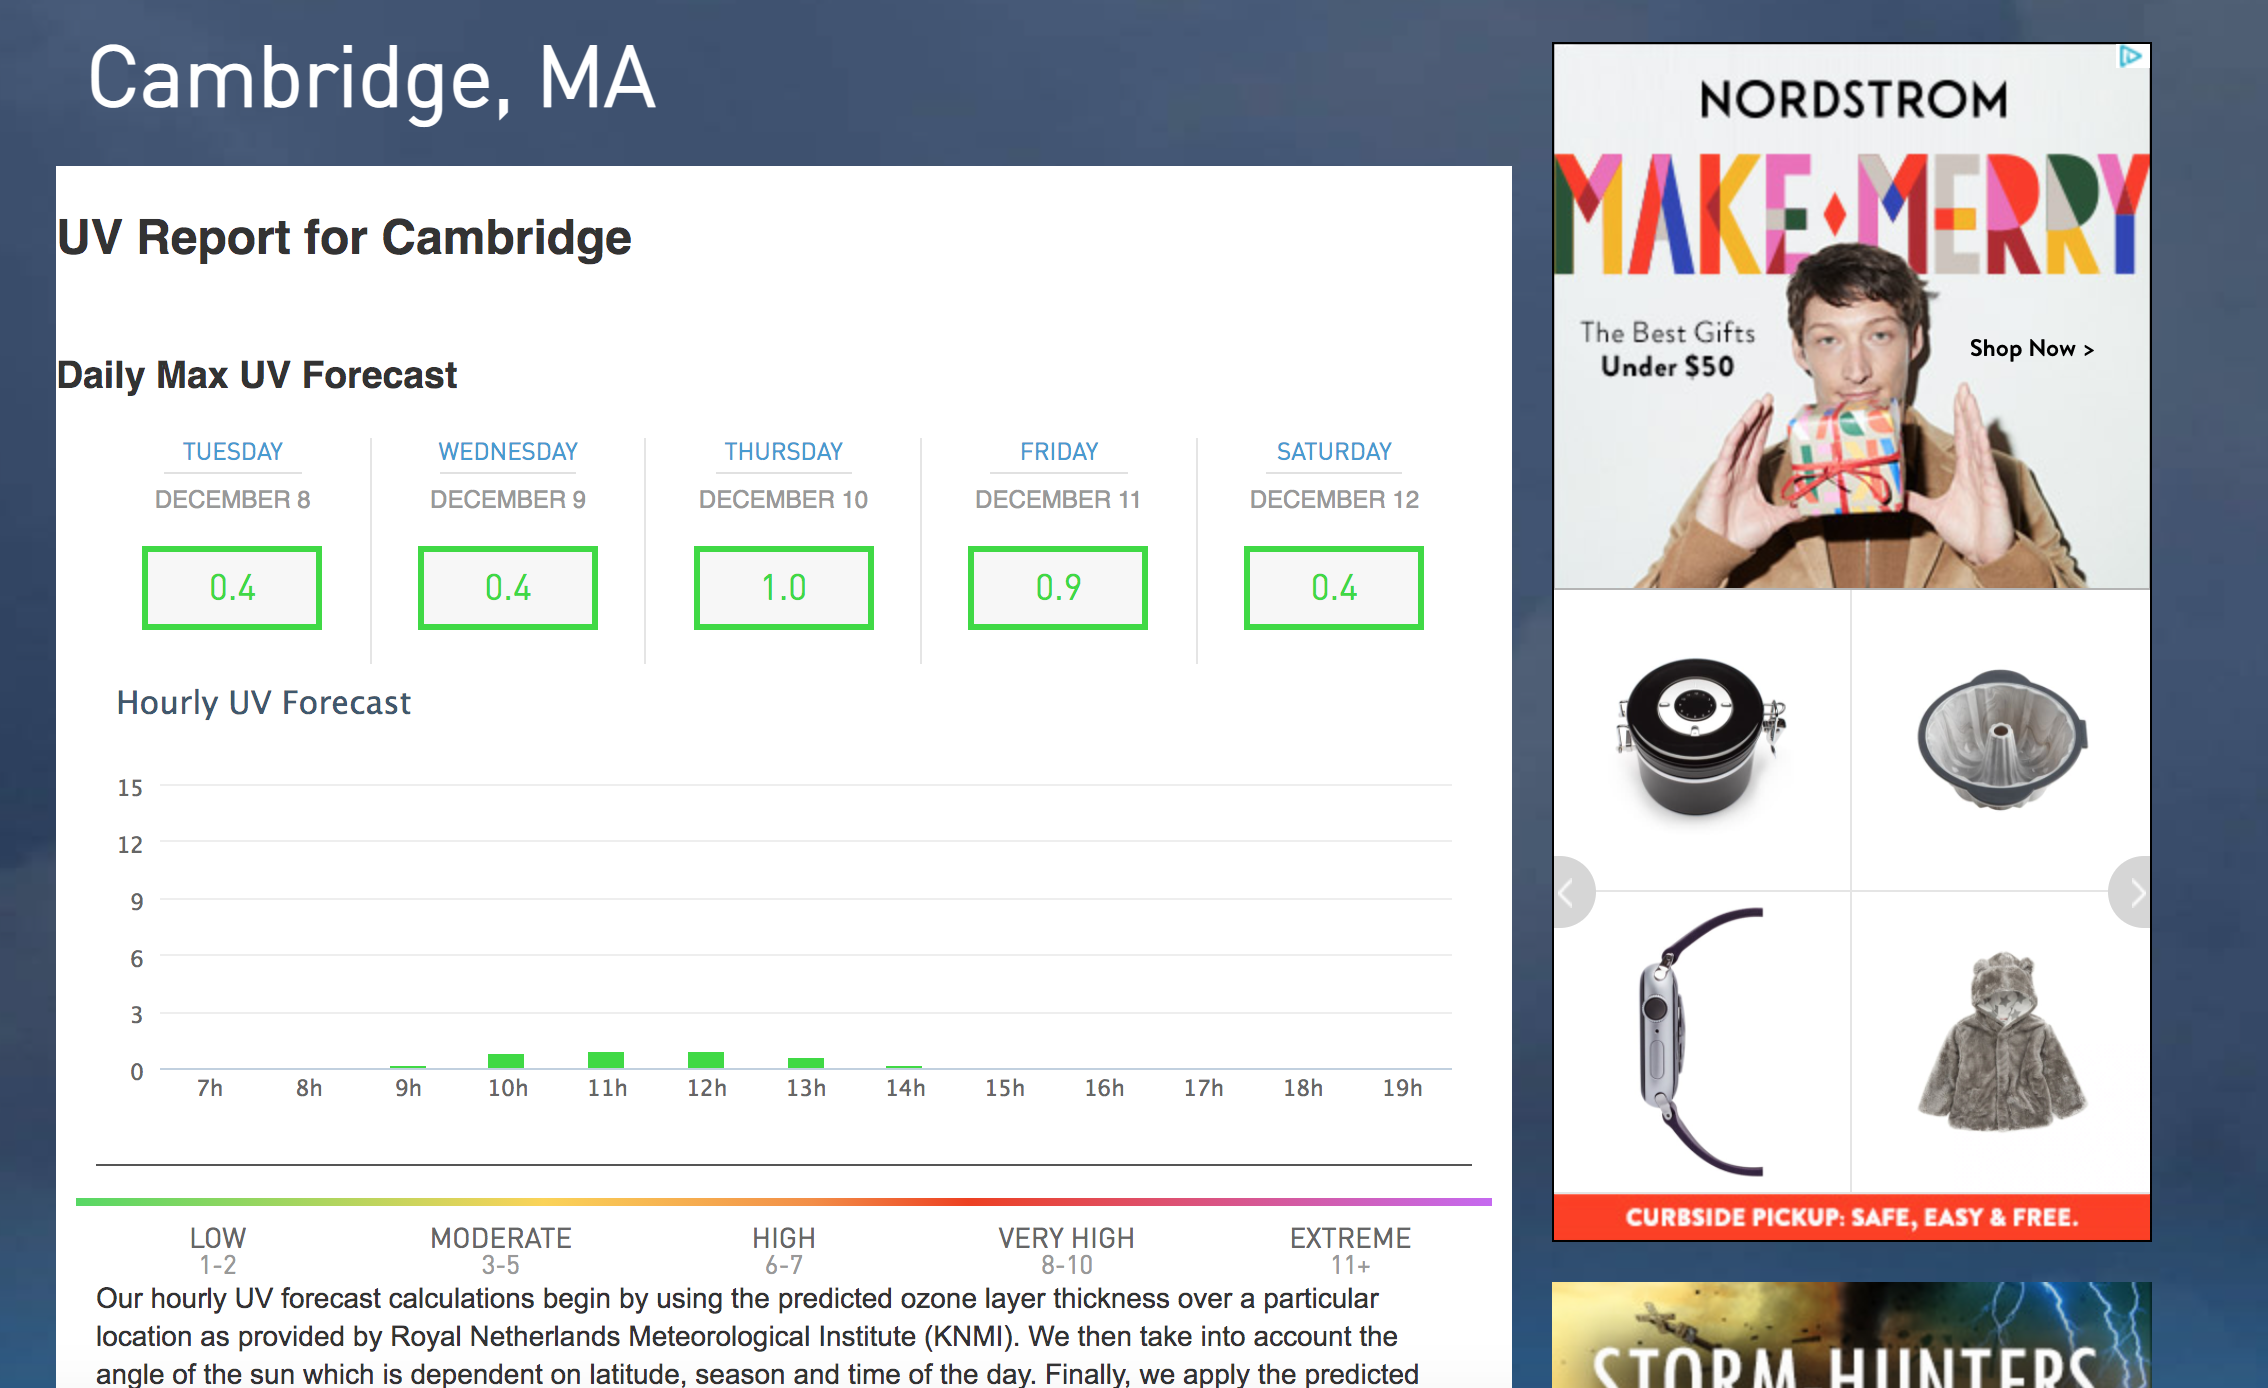 Cambridge, MA
UV Report for Cambridge
Daily Max UV Forecast
TUESDAY
DECEMBER 8
0.4
WEDNESDAY
DECEMBER 9
0.4
THURSDAY
DECEMBER 10
1.0
FRIDAY
DECEMBER 11
0.9
SATURDAY
DECEMBER 12
0.4
Hourly UV Forecast
15
12
9
6
3
0
7h 8h 9h 10h 11h 12h 13h 14h 15h 16h 17h 18h 19h
LOW
1-2
MODERATE
3-5
HIGH
6-7
VERY HIGH
8-10
EXTREME
11+
Our hourly UV forecast calculations begin by using the predicted ozone layer thickness over a particular
location as provided by Royal Netherlands Meteorological Institute (KNMI). We then take into account the
angle of the sun which is dependent on latitude, season and time of the day. Finally, we apply the predicted
NORDSTROM
MAKE MERRY
The Best Gifts
Under $50
Shop Now >
CURBSIDE PICKUP: SAFE, EASY & FREE.
STORM HUNTERS